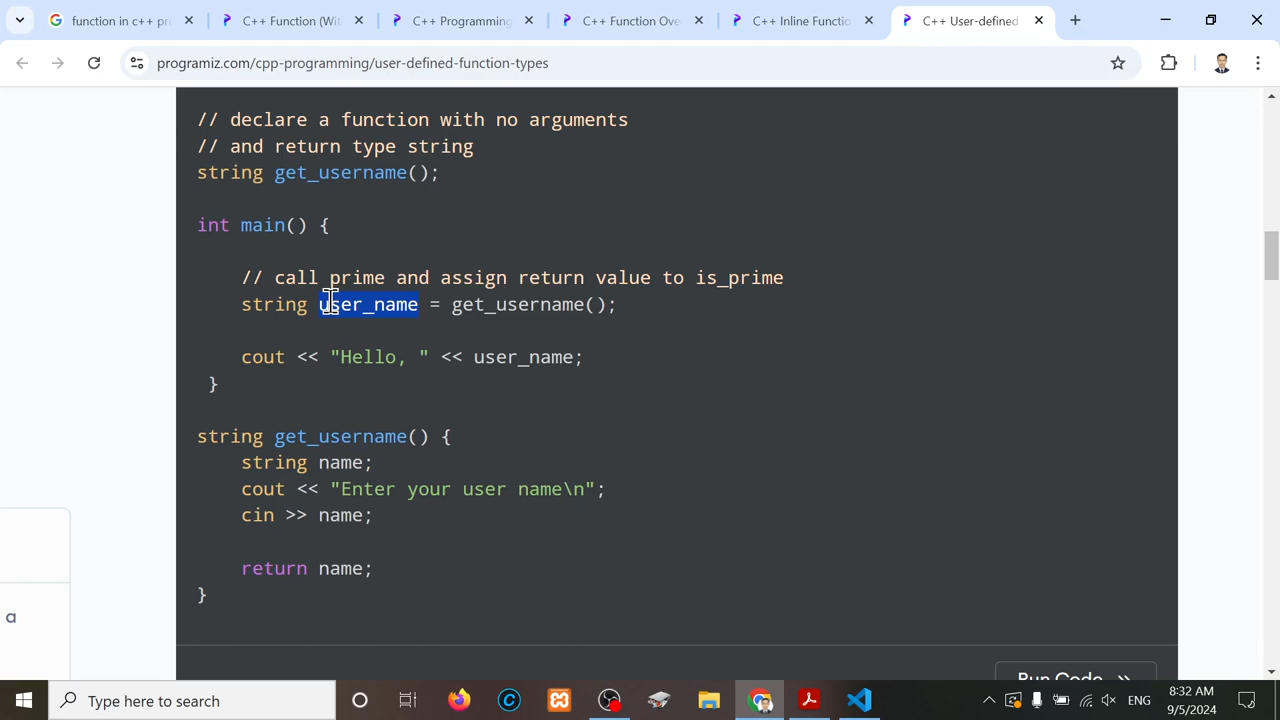 function in c++ pr
C++ Function (Wit
C++ Programming
C++ Function Ove
C++ Inline Functio
C++ User-defined
programiz.com/cpp-programming/user-defined-function-types
// declare a function with no arguments
// and return type string
string get_username();
int main() {
// call prime and assign return value to is_prime
string user_name = get_username();
cout << "Hello, " << user_name;
}
string get_username() {
string name;
cout << "Enter your user name\n";
cin >> name;
return name;
}
a
Run Code >>
Type here to search
ENG
8:32 AM
9/5/2024